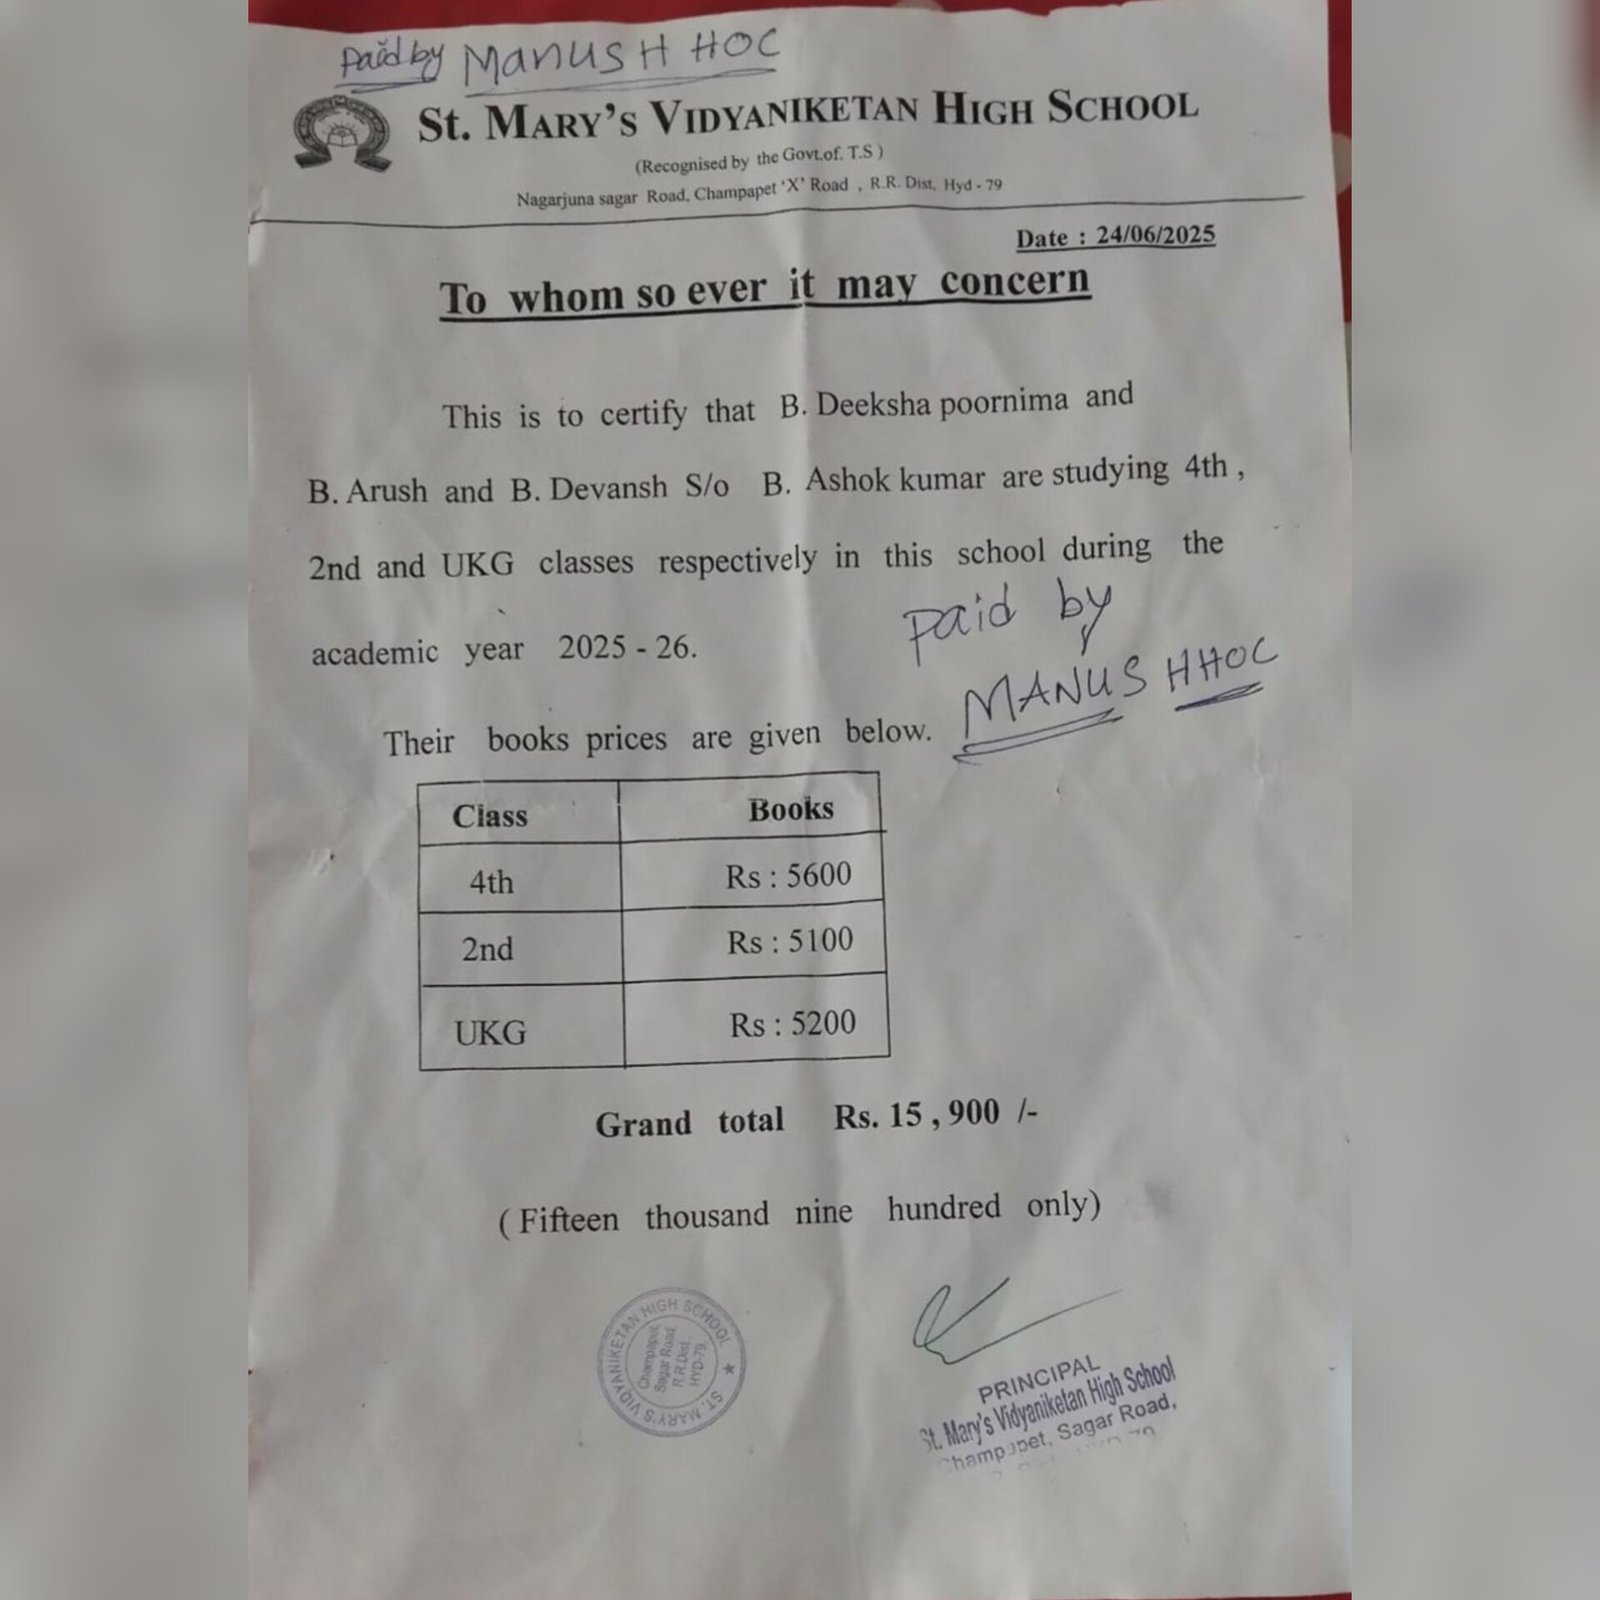 Paid by MANUSH HOC
St. MARY'S VIDYANIKETAN HIGH SCHOOL
(Recognised by the Govt.of. T.S )
Nagarjuna sagar Road, Champapet 'X' Road , R.R. Dist, Hyd - 79
Date : 24/06/2025
To whom so ever it may concern
This is to certify that B. Deeksha poornima and
B. Arush and B. Devansh S/o B. Ashok kumar are studying 4th ,
2nd and UKG classes respectively in this school during the
academic year 2025 - 26.
Paid by
MANUSH HOC
Their books prices are given below.
Class Books
4th Rs : 5600
2nd Rs : 5100
UKG Rs : 5200
Grand total Rs. 15 , 900 /-
( Fifteen thousand nine hundred only)
ST. MARY'S VIDYANIKETAN HIGH SCHOOL ★
Champapet,
Sagar Road,
R.R.Dist.
HYD-79.
PRINCIPAL
St. Mary's Vidyaniketan High School
Champapet, Sagar Road,